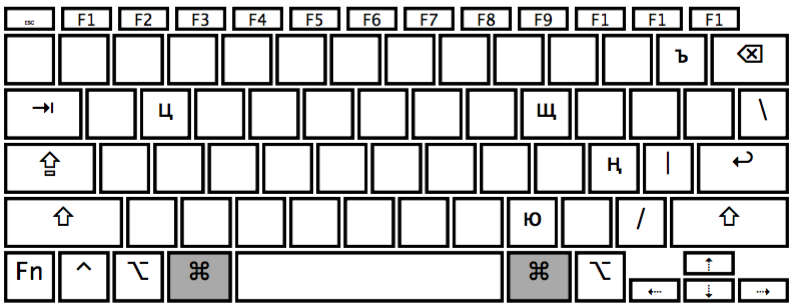 ESC F1 F2 F3 F4 F5 F6 F7 F8 F9 F1 F1 F1
ъ ⌫
⇥ ц щ \
⇪ ң | ↩
⇧ ю / ⇧
Fn ^ ⌥ ⌘ ⌘ ⌥ ⇠ ⇡ ⇣ ⇢